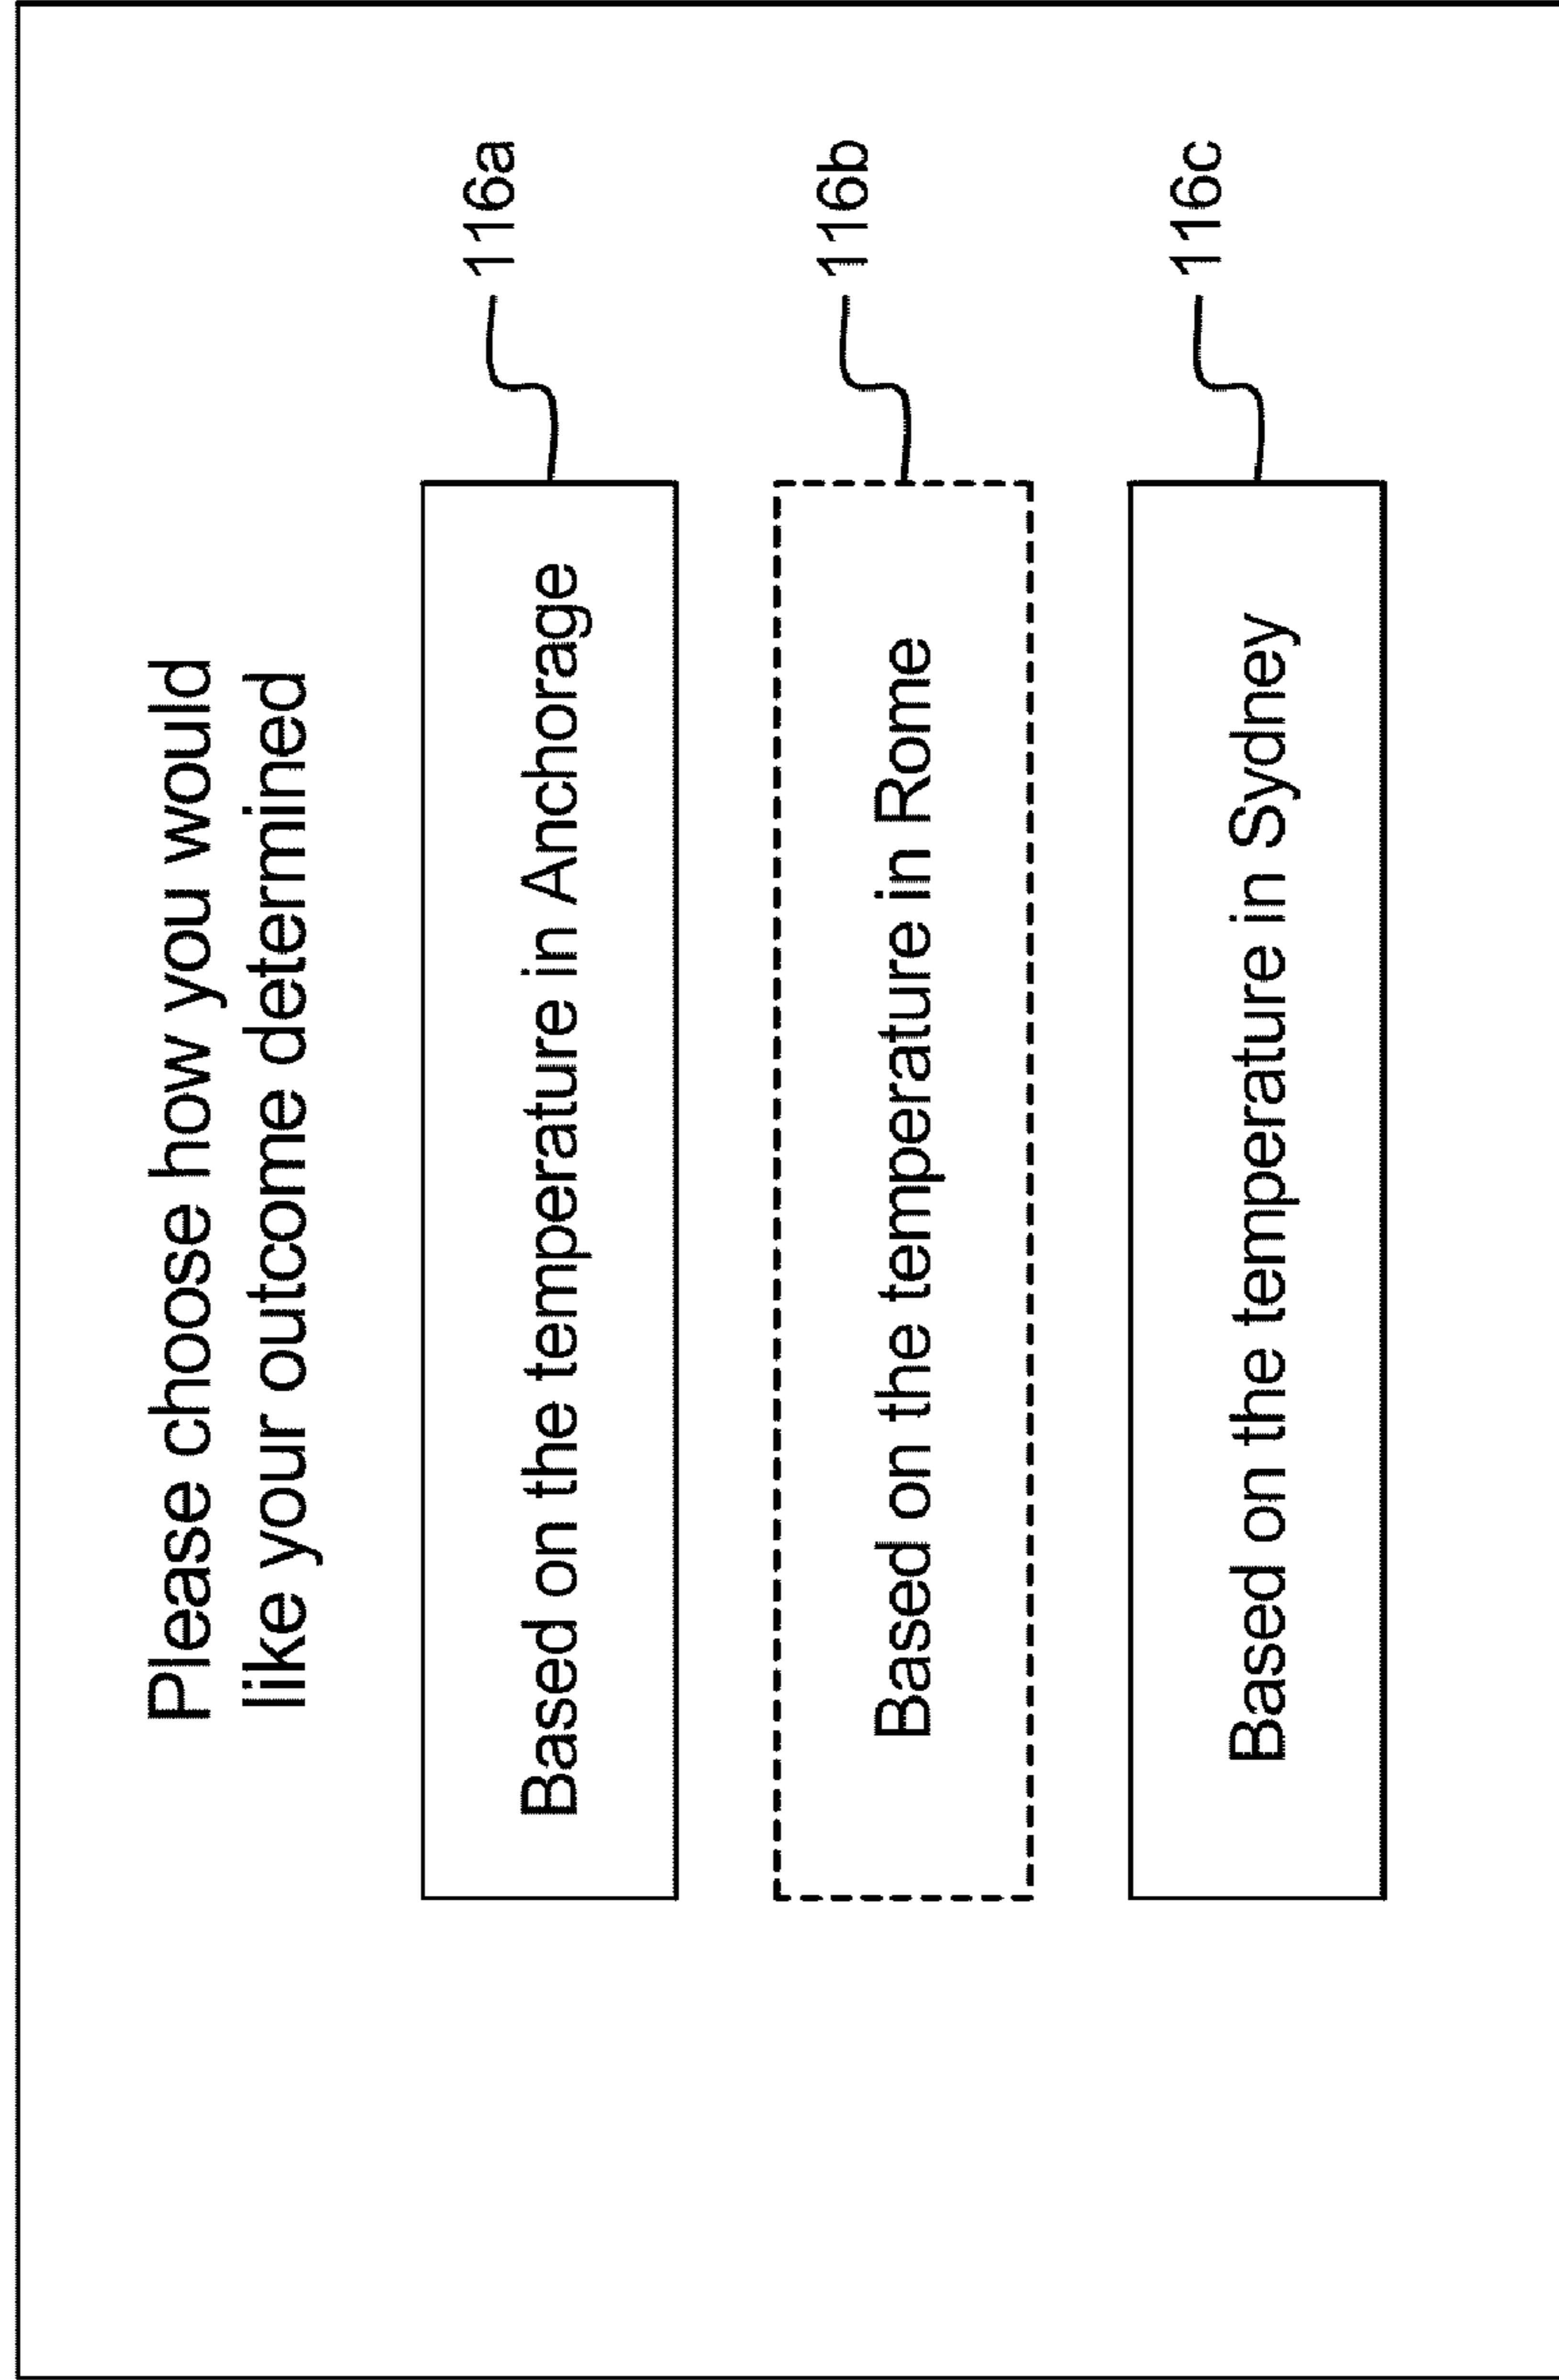 Please choose how you would
like your outcome determined
Based on the temperature in Anchorage
116a
Based on the temperature in Rome
116b
Based on the temperature in Sydney
116c